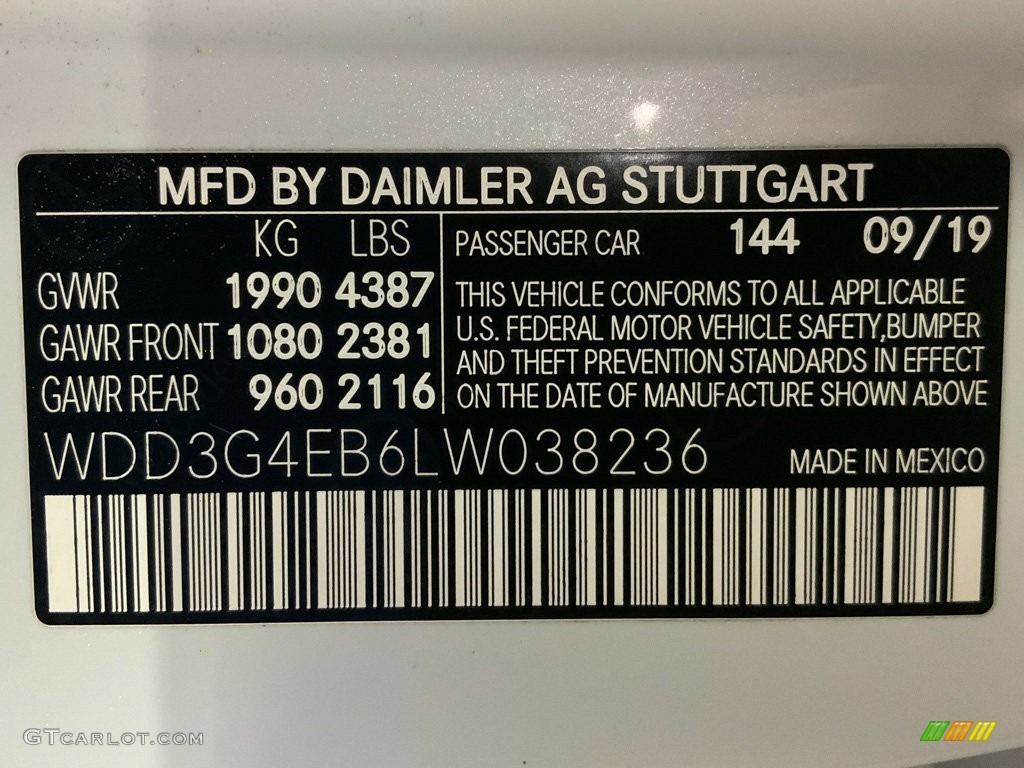 MFD BY DAIMLER AG STUTTGART
KG LBS
GVWR 1990 4387
GAWR FRONT 1080 2381
GAWR REAR 960 2116
PASSENGER CAR 144 09/19
THIS VEHICLE CONFORMS TO ALL APPLICABLE
U.S. FEDERAL MOTOR VEHICLE SAFETY,BUMPER
AND THEFT PREVENTION STANDARDS IN EFFECT
ON THE DATE OF MANUFACTURE SHOWN ABOVE
WDD3G4EB6LW038236 MADE IN MEXICO
GTCARLOT.COM